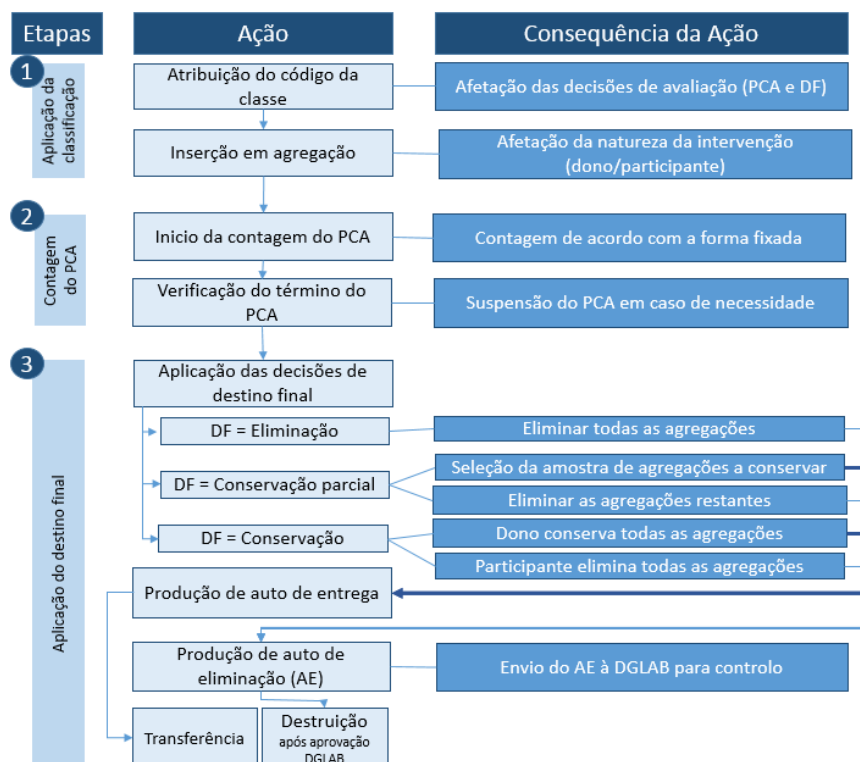 Etapas
Ação
Consequência da Ação
1
Aplicação da
classificação
Atribuição do código da
classe
Afetação das decisões de avaliação (PCA e DF)
Inserção em agregação
Afetação da natureza da intervenção
(dono/participante)
2
Contagem
do PCA
Inicio da contagem do PCA
Contagem de acordo com a forma fixada
Verificação do término do
PCA
Suspensão do PCA em caso de necessidade
3
Aplicação do destino final
Aplicação das decisões de
destino final
DF = Eliminação
Eliminar todas as agregações
DF = Conservação parcial
Seleção da amostra de agregações a conservar
Eliminar as agregações restantes
DF = Conservação
Dono conserva todas as agregações
Participante elimina todas as agregações
Produção de auto de entrega
Produção de auto de
eliminação (AE)
Envio do AE à DGLAB para controlo
Transferência
Destruição
após aprovação
DGLAB